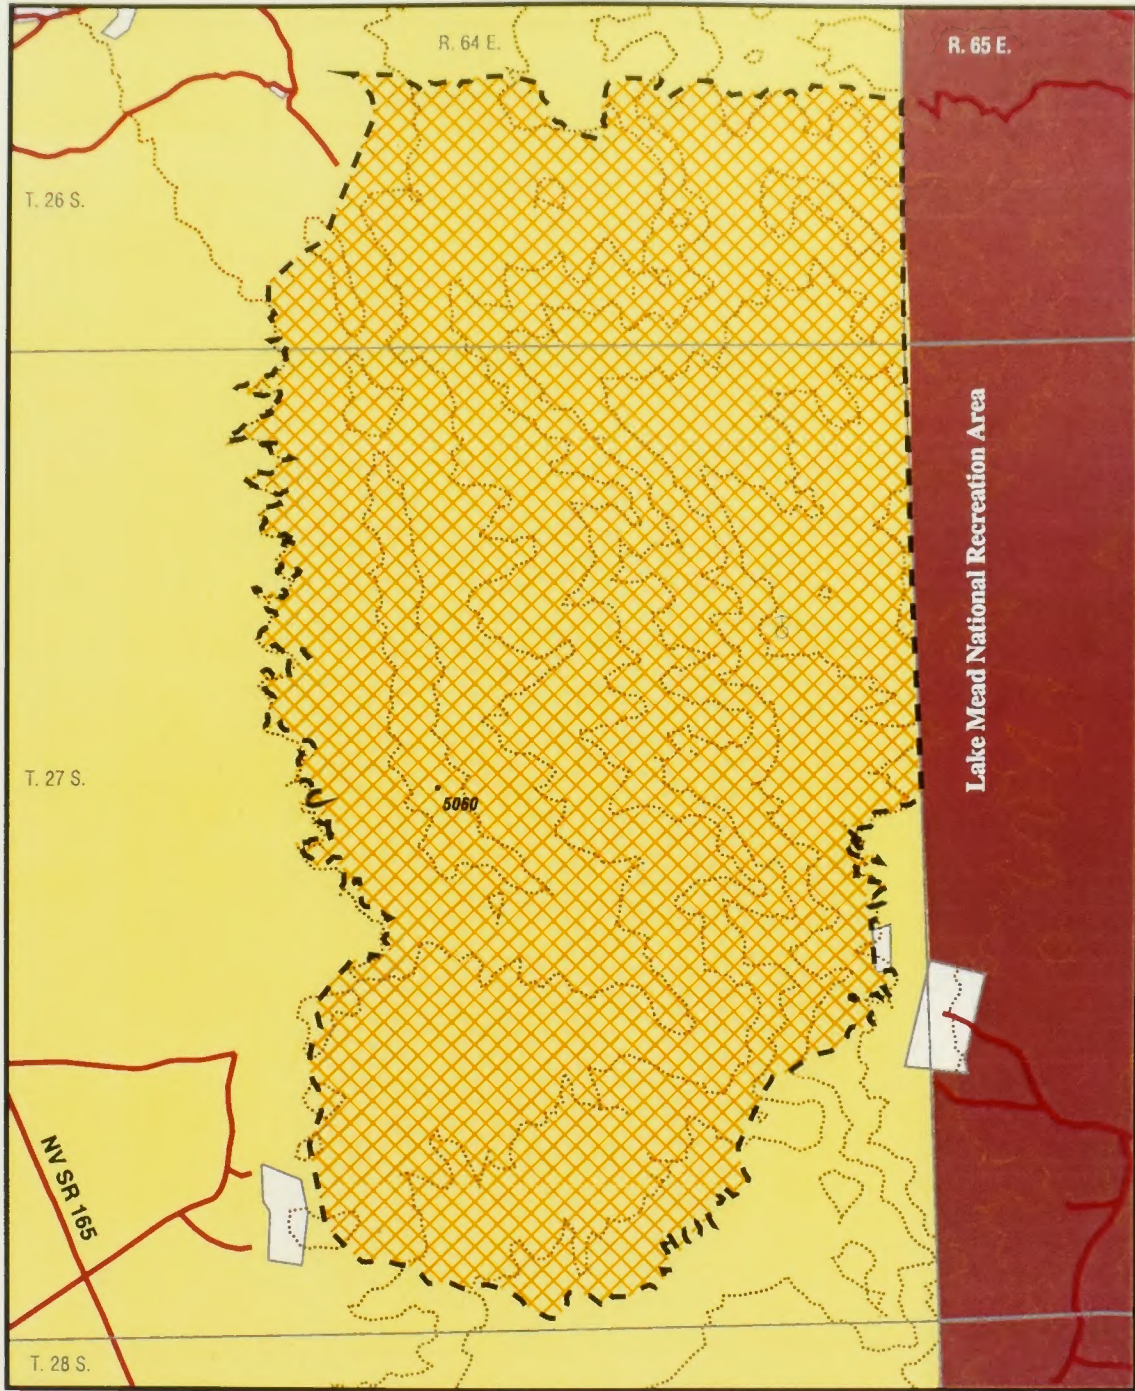 R. 64 E.
R. 65 E.
T. 26 S.
Lake Mead National Recreation Area
T. 27 S.
5060
NV SR 165
T. 28 S.